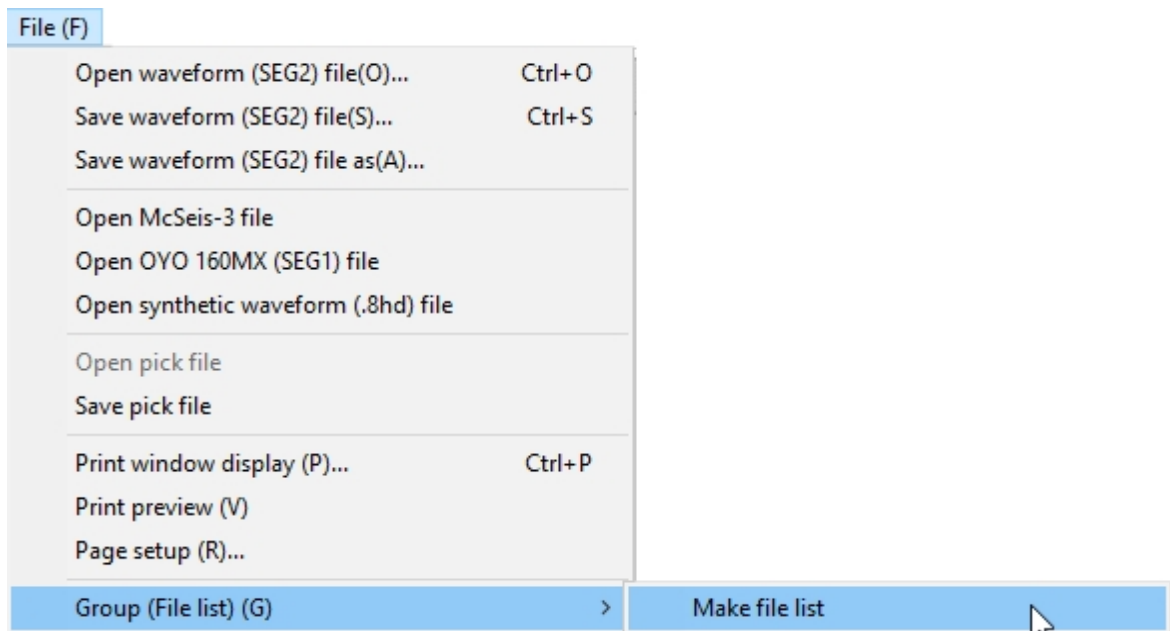 File (F)
Open waveform (SEG2) file(O)... Ctrl+O
Save waveform (SEG2) file(S)... Ctrl+S
Save waveform (SEG2) file as(A)...
Open McSeis-3 file
Open OYO 160MX (SEG1) file
Open synthetic waveform (.8hd) file
Open pick file
Save pick file
Print window display (P)... Ctrl+P
Print preview (V)
Page setup (R)...
Group (File list) (G) > Make file list